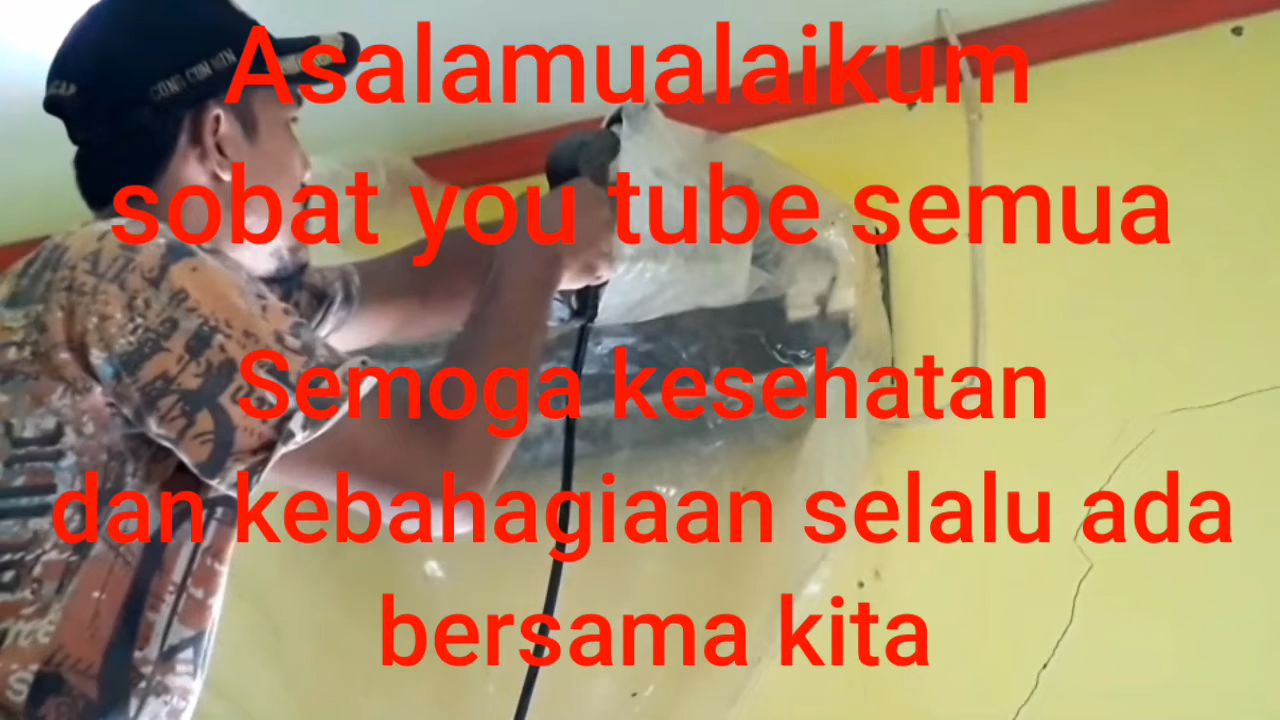 Asalamualaikum
sobat you tube semua
Semoga kesehatan
dan kebahagiaan selalu ada
bersama kita